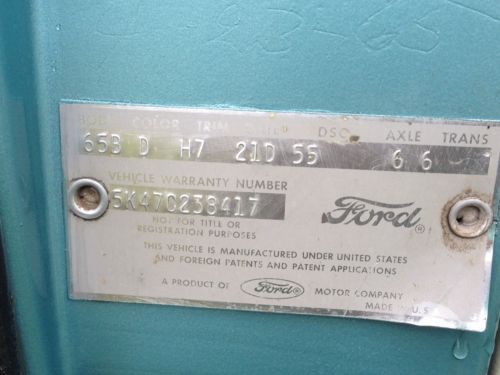 BODY COLOR TRIM DATE DSO AXLE TRANS
65B D H7 21D 55 6 6
VEHICLE WARRANTY NUMBER
5K47C238417
Ford
NOT FOR TITLE OR
REGISTRATION PURPOSES
THIS VEHICLE IS MANUFACTURED UNDER UNITED STATES
AND FOREIGN PATENTS AND PATENT APPLICATIONS
A PRODUCT OF Ford MOTOR COMPANY
MADE IN U.S.